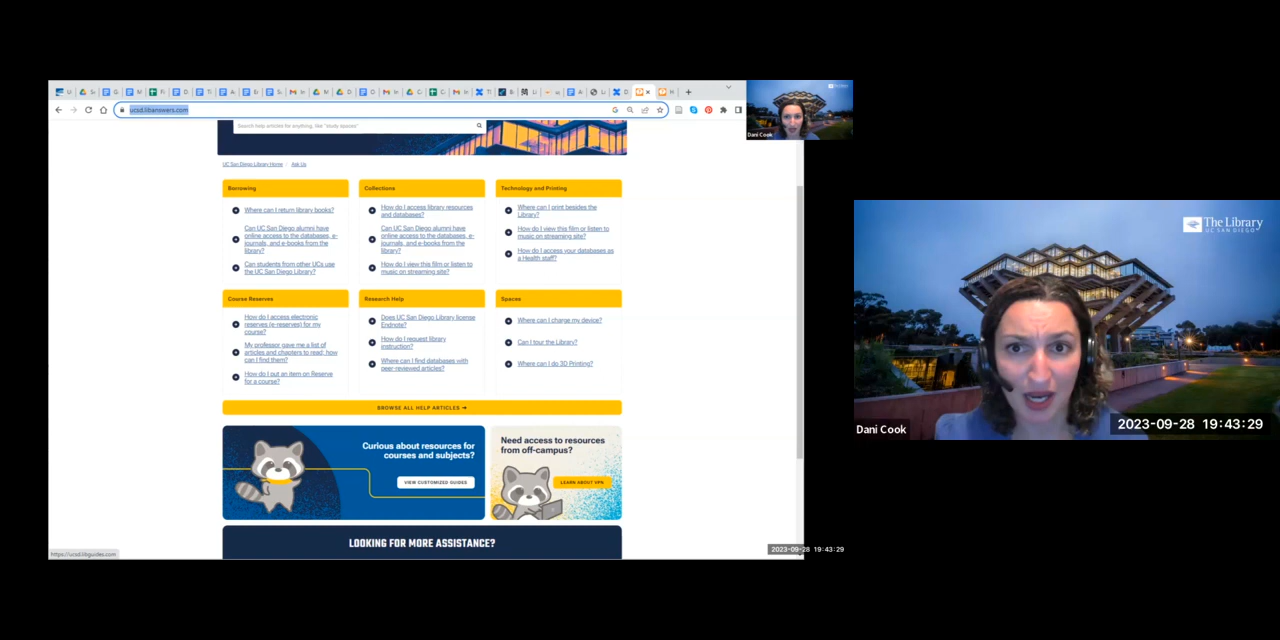 ucsd.libanswers.com
Search help articles for anything, like "study spaces"
UC San Diego Library Home
Ask Us
Borrowing
Where can I return library books?
Can UC San Diego alumni have
online access to the databases, e-
journals, and e-books from the
library?
Can students from other UCs use
the UC San Diego Library?
Collections
How do I access library resources
and databases?
Can UC San Diego alumni have
online access to the databases, e-
journals, and e-books from the
library?
How do I view this film or listen to
music on streaming site?
Technology and Printing
Where can I print besides the
Library?
How do I view this film or listen to
music on streaming site?
How do I access your databases as
a Health staff?
Course Reserves
How do I access electronic
reserves (e-reserves) for my
course?
My professor gave me a list of
articles and chapters to read; how
can I find them?
How do I put an item on Reserve
for a course?
Research Help
Does UC San Diego library license
Endnote?
How do I request library
instruction?
Where can I find databases with
peer-reviewed articles?
Spaces
Where can I charge my device?
Can I tour the Library?
Where can I do 3D Printing?
BROWSE ALL HELP ARTICLES →
Curious about resources for
courses and subjects?
VIEW CUSTOMIZED GUIDES
Need access to resources
from off-campus?
LEARN ABOUT VPN
LOOKING FOR MORE ASSISTANCE?
https://ucsd.libguides.com
2023-09-28 19:43:29
Dani Cook
The Library
UC SAN DIEGO
Dani Cook
2023-09-28 19:43:29